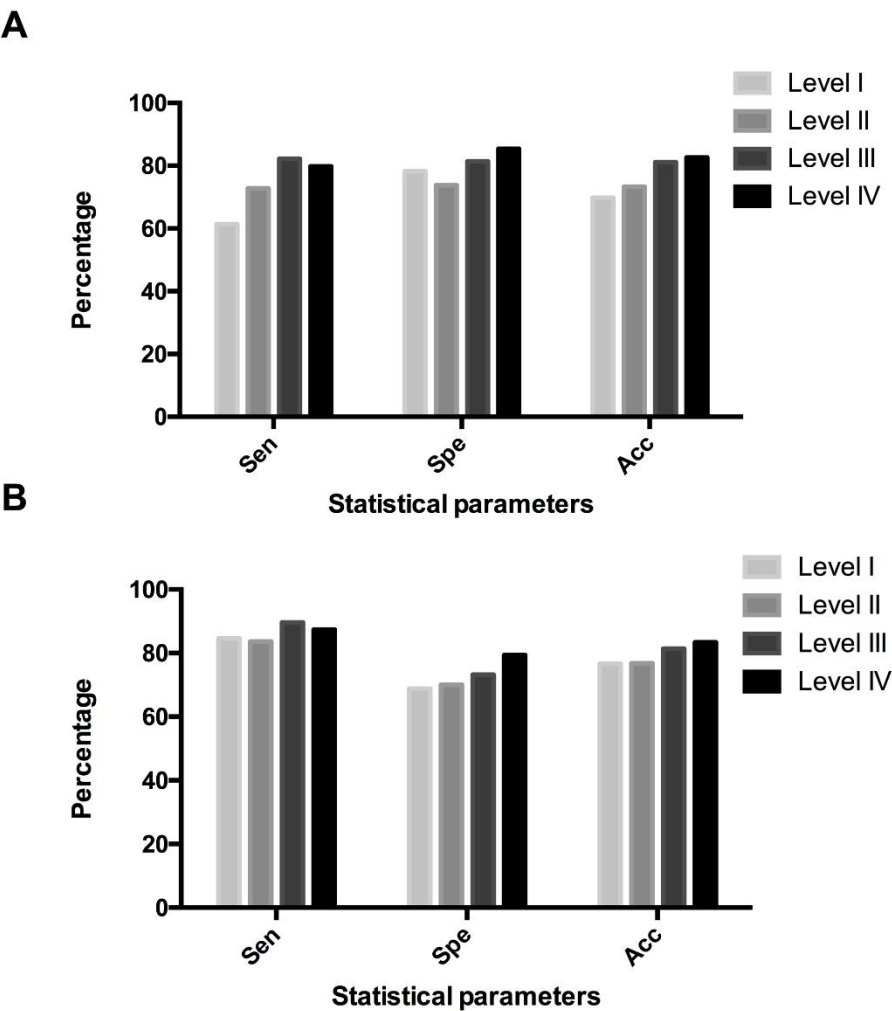 A
Level I
Level II
Level III
Level IV
100
80
60
40
20
0
Percentage
Sen
Spe
Acc
Statistical parameters
B
Level I
Level II
Level III
Level IV
100
80
60
40
20
0
Percentage
Sen
Spe
Acc
Statistical parameters